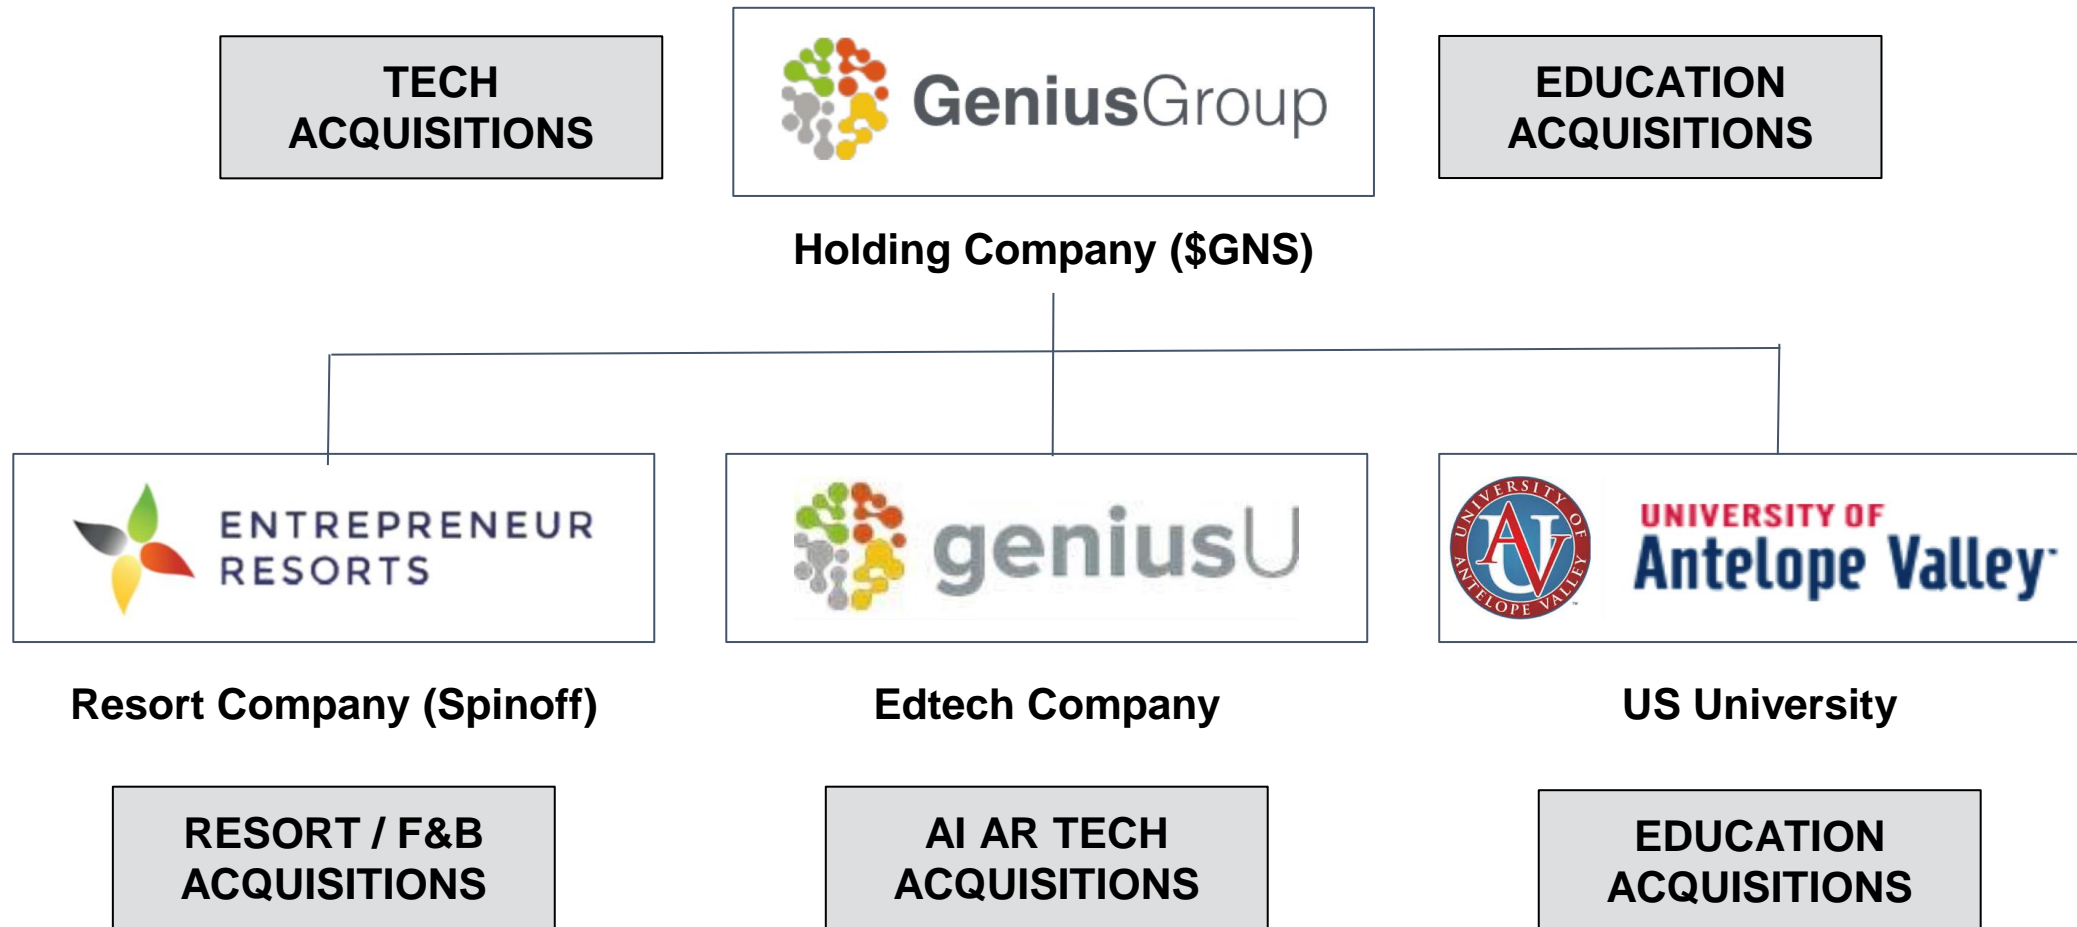 TECH
ACQUISITIONS
GeniusGroup
EDUCATION
ACQUISITIONS
Holding Company ($GNS)
ENTREPRENEUR
RESORTS
geniusU
UNIVERSITY OF
ANTELOPE VALLEY
AUV
UNIVERSITY OF
Antelope Valley
Resort Company (Spinoff)
Edtech Company
US University
RESORT / F&B
ACQUISITIONS
AI AR TECH
ACQUISITIONS
EDUCATION
ACQUISITIONS